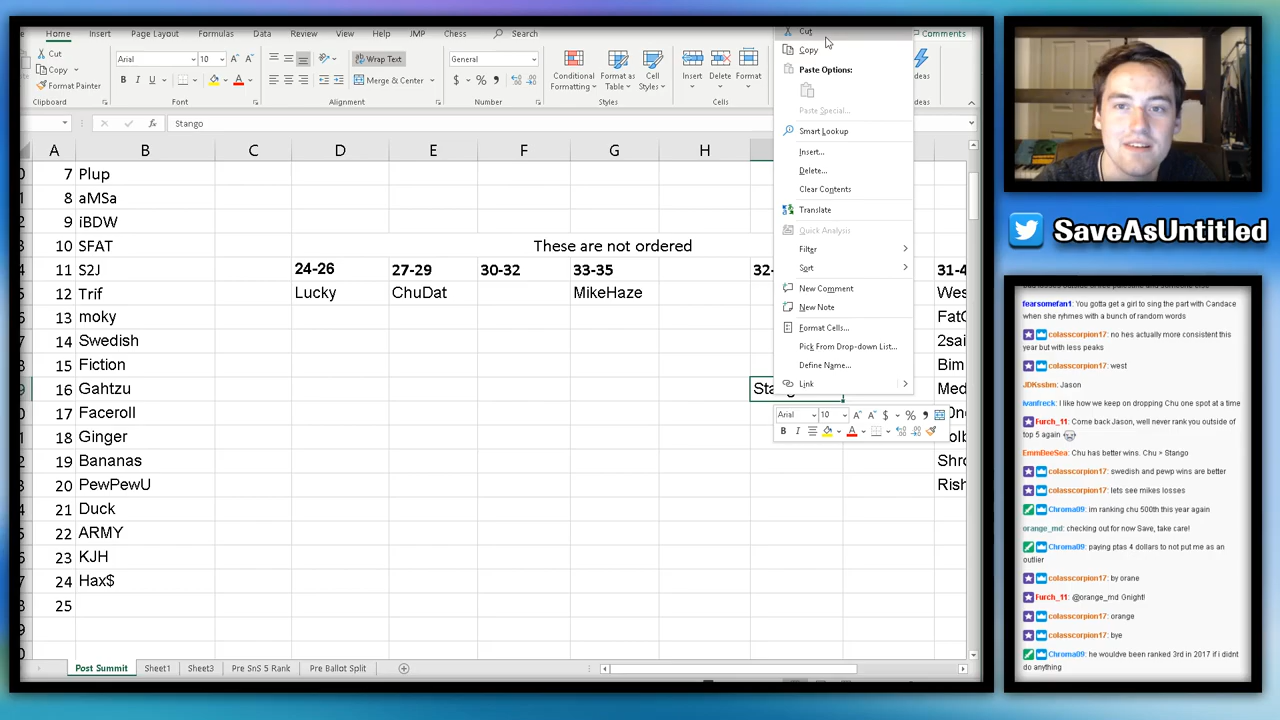 Home Insert Page Layout Formulas Data Review View Help JMP Chess Comments
Cut
Copy
Format Painter
Clipboard
Arial 10
B I U
Font
Wrap Text
Merge & Center
Alignment
General
$ % ,
Number
Conditional Formatting
Format as Table
Cell Styles
Styles
Insert Delete Format
Cells
Ideas
Stango
A B C D E F G H
7 Plup
8 aMSa
9 iBDW
10 SFAT These are not ordered
11 S2J 24-26 27-29 30-32 33-35 32- 31-4
12 Trif Lucky ChuDat MikeHaze Wes
13 moky FatG
14 Swedish 2sai
15 Fiction Bim
16 Gahtzu Sta Med
17 Faceroll
18 Ginger
19 Bananas Shr
20 PewPewU Rish
21 Duck
22 ARMY
23 KJH
24 Hax$
25
Cut
Copy
Paste Options:
Paste Special...
Smart Lookup
Insert...
Delete...
Clear Contents
Translate
Quick Analysis
Filter
Sort
New Comment
New Note
Format Cells...
Pick From Drop-down List...
Define Name...
Link
Arial 10 A A $ % ,
B I A
Post Summit Sheet1 Sheet3 Pre SnS 5 Rank Pre Ballot Split
SaveAsUntitled
fearsomefan1: You gotta get a girl to sing the part with Candace
when she ryhmes with a bunch of random words
colasscorpion17: no hes actually more consistent this
year but with less peaks
colasscorpion17: west
JDKssbm: Jason
ivanfreck: I like how we keep on dropping Chu one spot at a time
Furch_11: Come back Jason, well never rank you outside of
top 5 again
EmmDeeSea: Chu has better wins. Chu > Stango
colasscorpion17: swedish and pewp wins are better
colasscorpion17: lets see mikes losses
Chroma09: im ranking chu 500th this year again
orange_md: checking out for now Save, take care!
Chroma09: paying ptas 4 dollars to not put me as an
outlier
colasscorpion17: by orane
Furch_11: @orange_md Gnight!
colasscorpion17: orange
colasscorpion17: bye
Chroma09: he wouldve been ranked 3rd in 2017 if i didnt
do anything